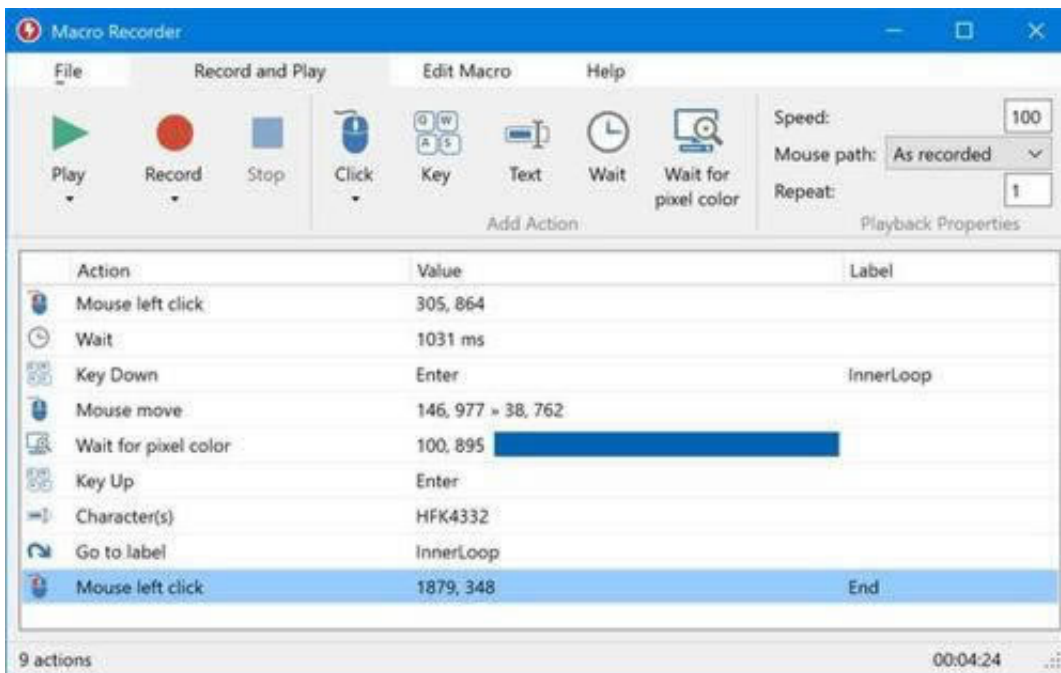 Macro Recorder
File Record and Play Edit Macro Help
Play Record Stop Click Key Text Wait Wait for pixel color
Q W A S
Add Action
Speed: 100
Mouse path: As recorded
Repeat: 1
Playback Properties
Action Value Label
Mouse left click 305, 864
Wait 1031 ms
Key Down Enter InnerLoop
Mouse move 146, 977 » 38, 762
Wait for pixel color 100, 895
Key Up Enter
Character(s) HFK4332
Go to label InnerLoop
Mouse left click 1879, 348 End
9 actions 00:04:24